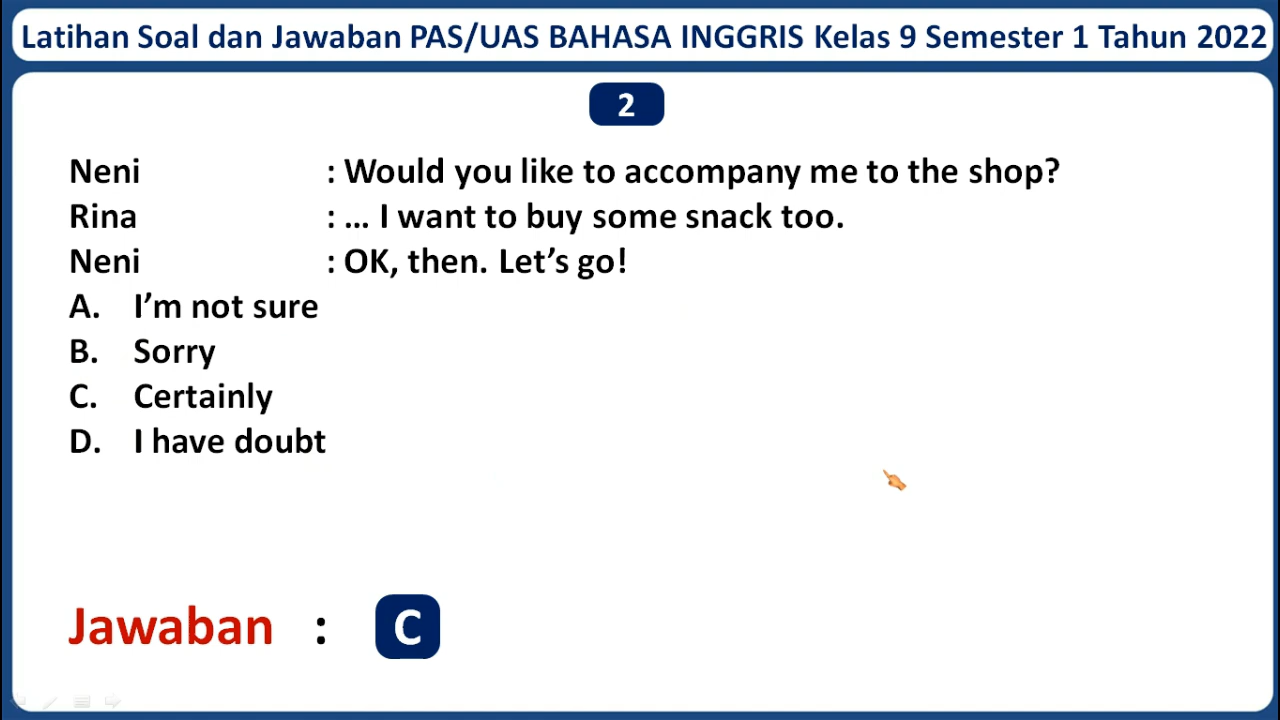 Latihan Soal dan Jawaban PAS/UAS BAHASA INGGRIS Kelas 9 Semester 1 Tahun 2022
2
Neni : Would you like to accompany me to the shop?
Rina : ... I want to buy some snack too.
Neni : OK, then. Let’s go!
A. I’m not sure
B. Sorry
C. Certainly
D. I have doubt
Jawaban : C